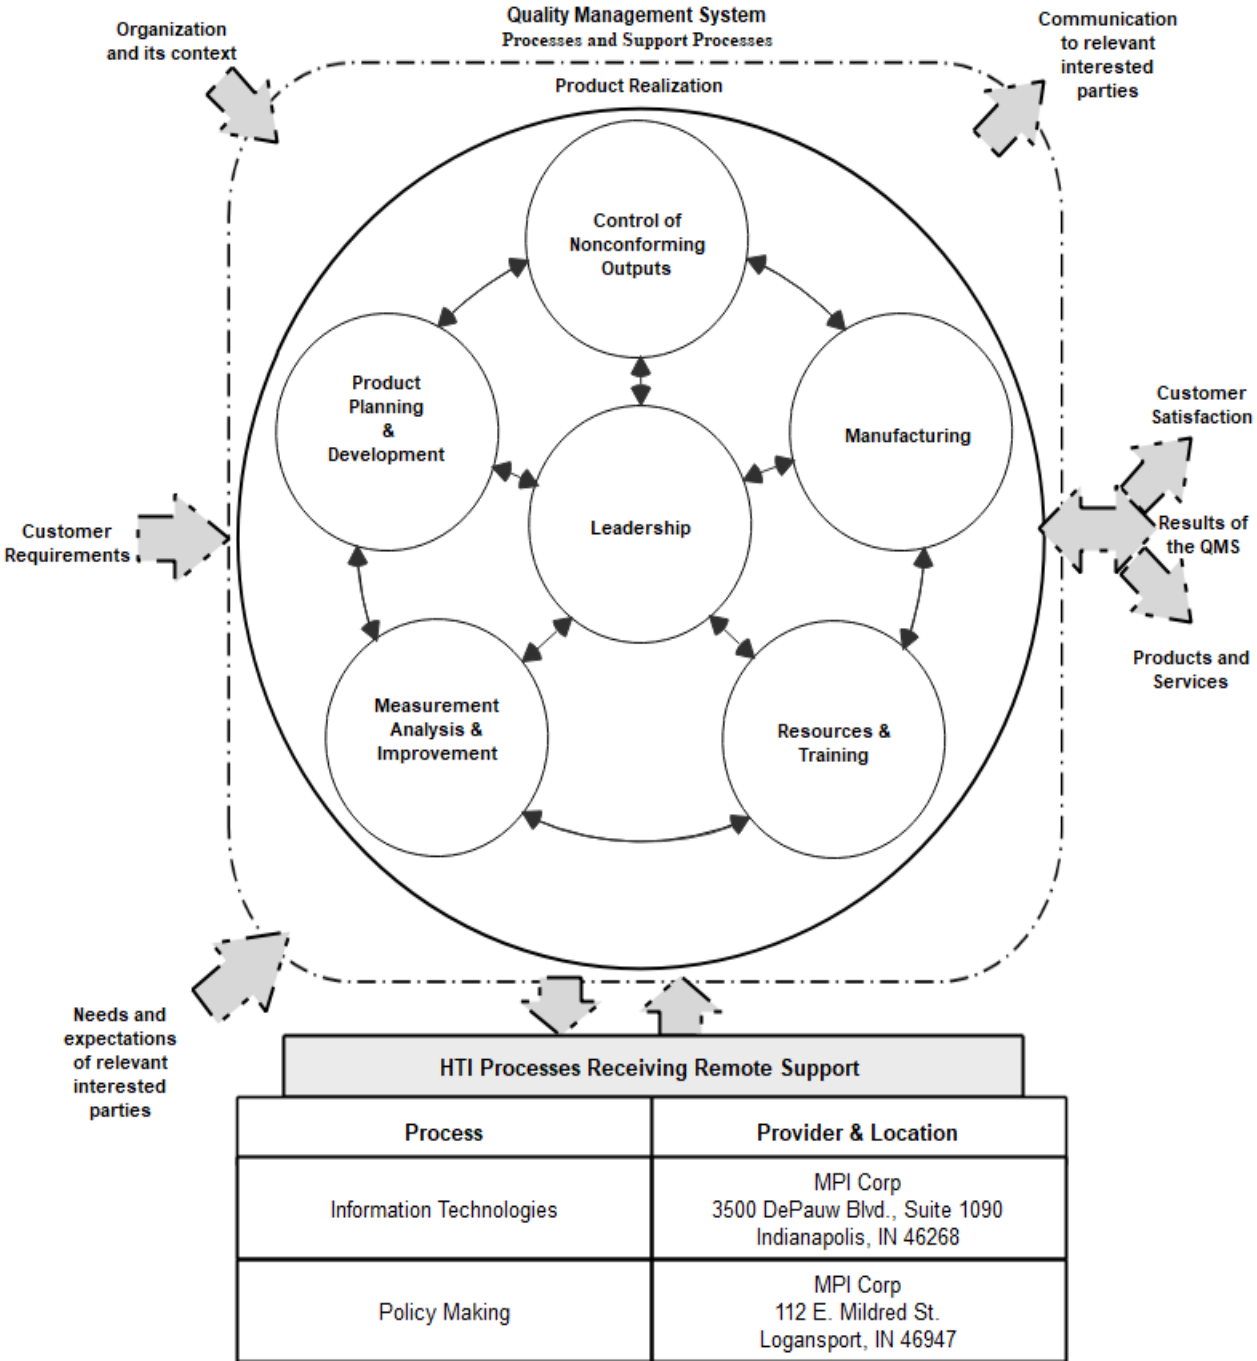 Quality Management System
Processes and Support Processes
Organization
and its context
Communication
to relevant
interested
parties
Product Realization
Control of
Nonconforming
Outputs
Product
Planning
&
Development
Manufacturing
Leadership
Customer
Satisfaction
Customer
Requirements
Results of
the QMS
Products and
Services
Measurement
Analysis &
Improvement
Resources &
Training
Needs and
expectations
of relevant
interested
parties
HTI Processes Receiving Remote Support
Process
Provider & Location
Information Technologies
MPI Corp
3500 DePauw Blvd., Suite 1090
Indianapolis, IN 46268
Policy Making
MPI Corp
112 E. Mildred St.
Logansport, IN 46947